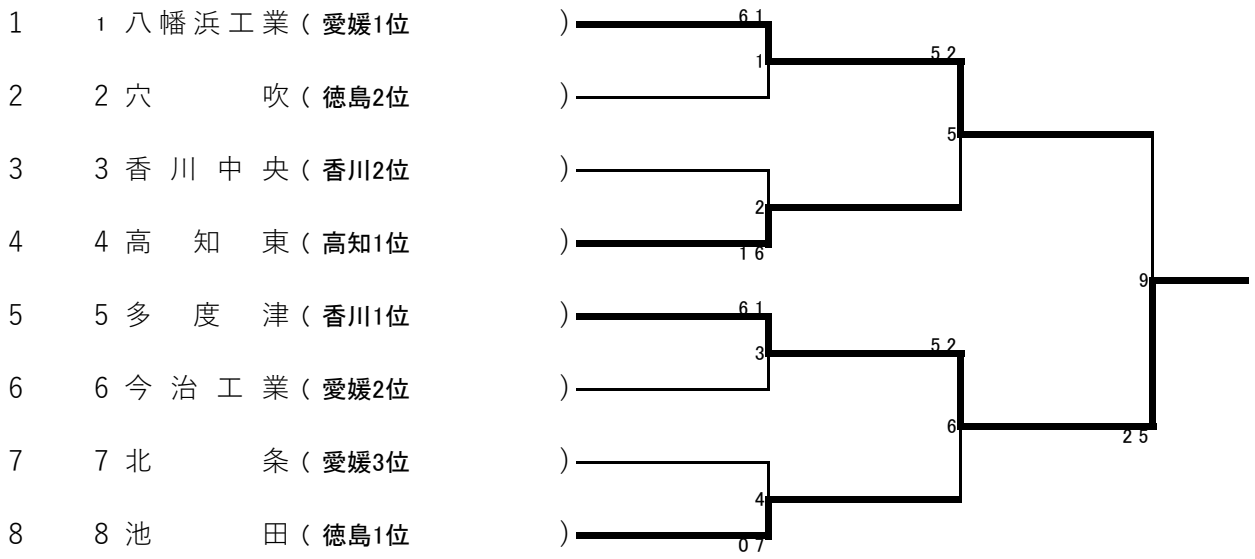 1 1 八幡浜工業 ( 愛媛1位 ) 6 1
1 5 2
2 2 穴 吹 ( 徳島2位 )
5
3 3 香川中央 ( 香川2位 )
2
4 4 高知東 ( 高知1位 ) 1 6
9
5 5 多度津 ( 香川1位 ) 6 1
3 5 2
6 6 今治工業 ( 愛媛2位 )
6 2 5
7 7 北 条 ( 愛媛3位 )
4
8 8 池 田 ( 徳島1位 ) 0 7